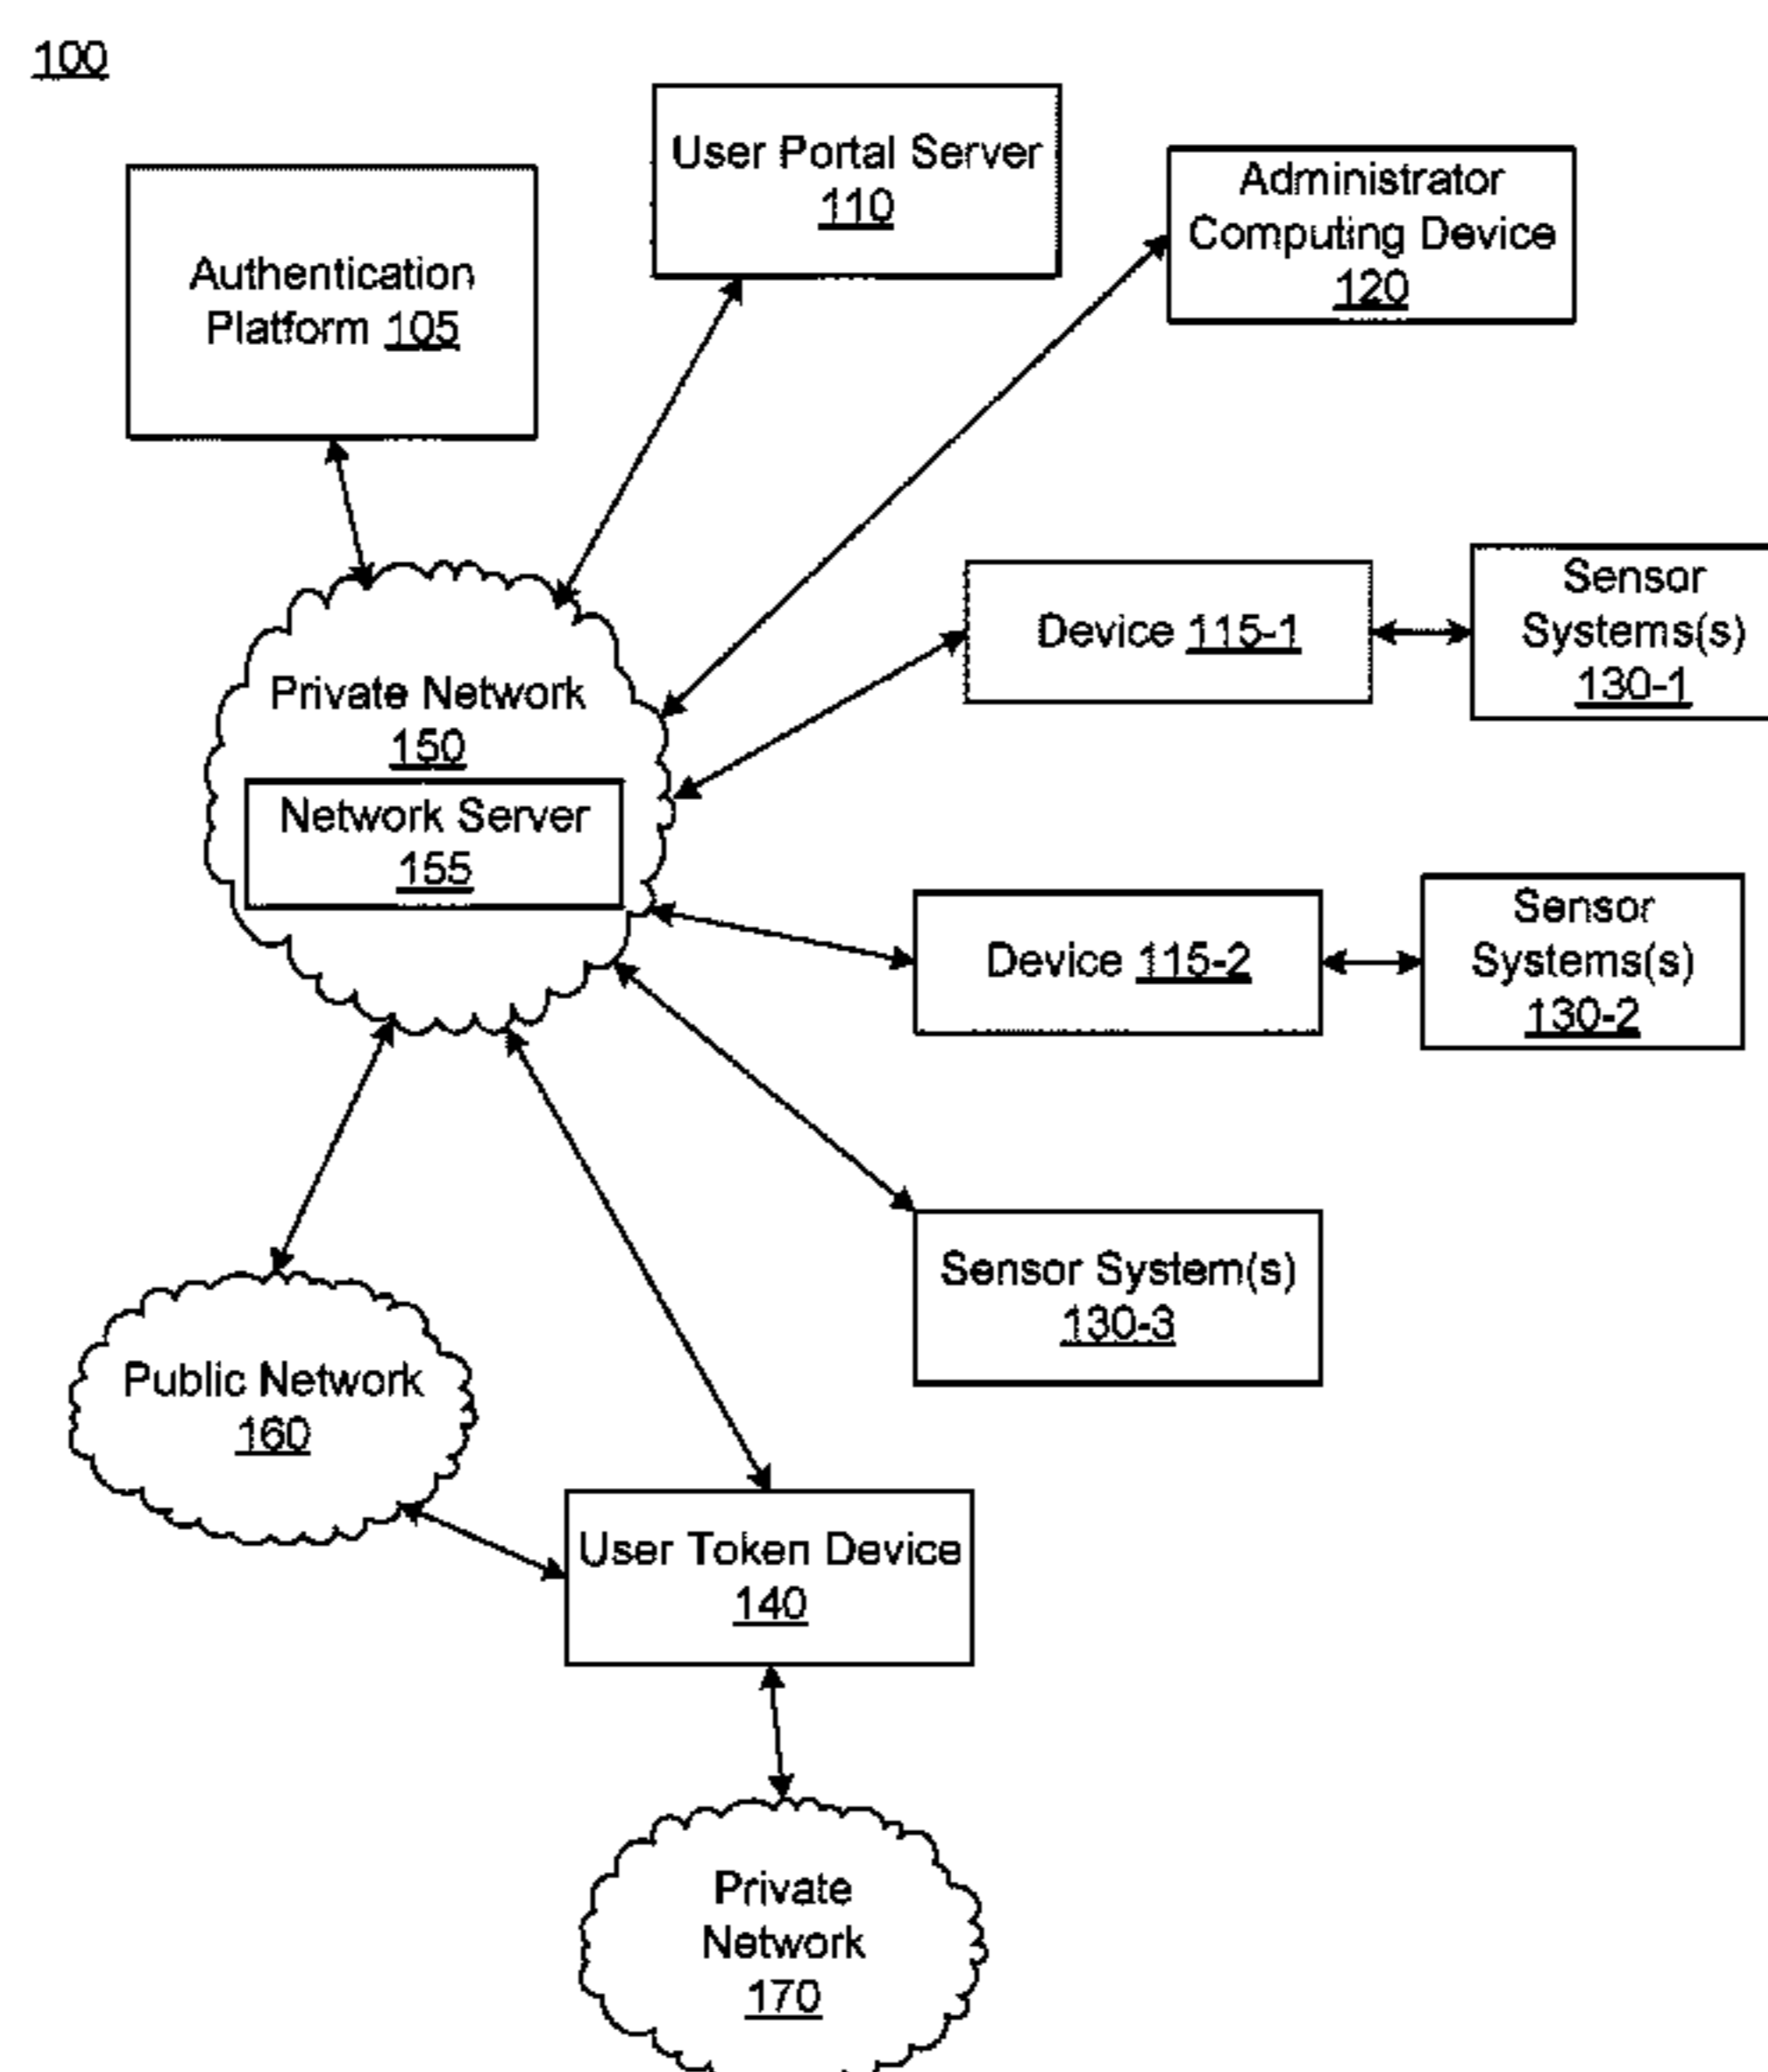 100
User Portal Server
110
Administrator
Computing Device
120
Authentication
Platform 105
Sensor
Systems(s)
130-1
Device 115-1
Private Network
150
Network Server
155
Sensor
Systems(s)
130-2
Device 115-2
Sensor System(s)
130-3
Public Network
160
User Token Device
140
Private
Network
170